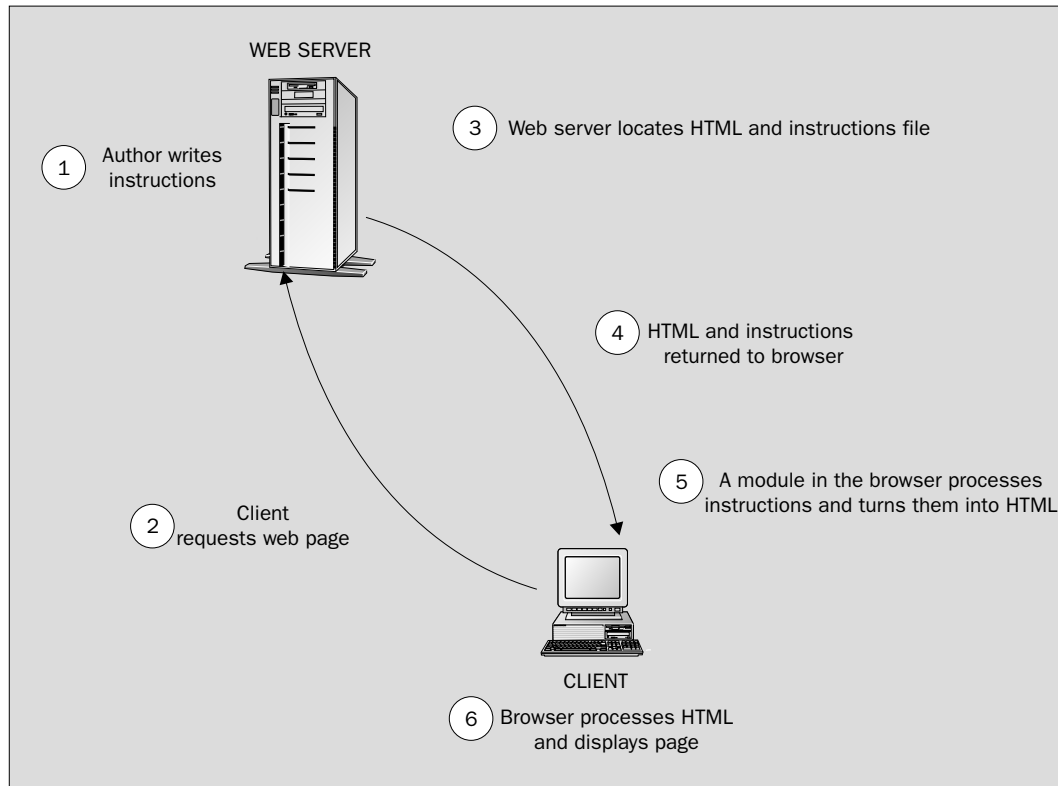 WEB SERVER
1
Author writes
instructions
3
Web server locates HTML and instructions file
4
HTML and instructions
returned to browser
5
A module in the browser processes
instructions and turns them into HTML
2
Client
requests web page
CLIENT
6
Browser processes HTML
and displays page